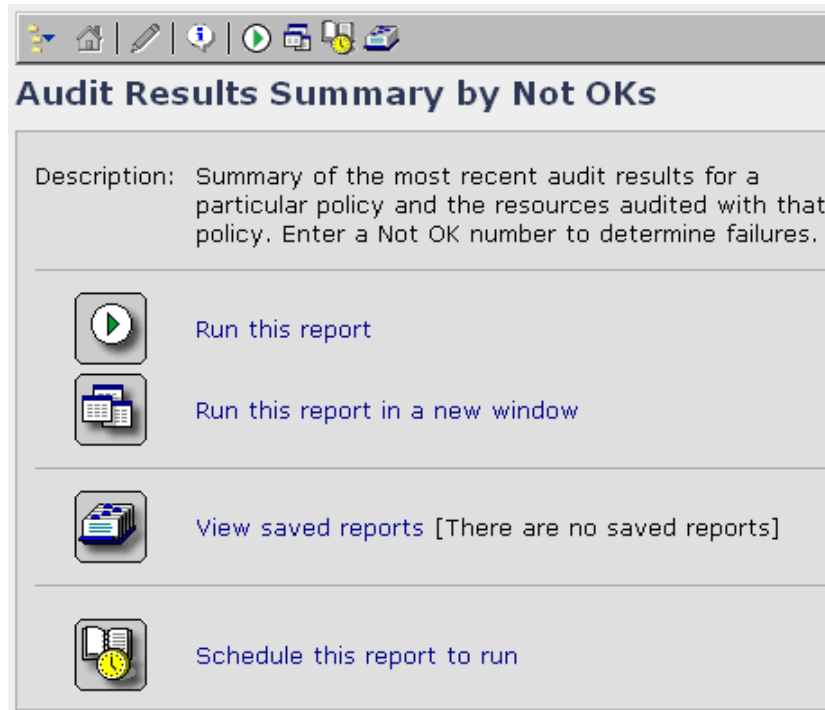 Audit Results Summary by Not OKs
Description: Summary of the most recent audit results for a
particular policy and the resources audited with that
policy. Enter a Not OK number to determine failures.
Run this report
Run this report in a new window
View saved reports [There are no saved reports]
Schedule this report to run